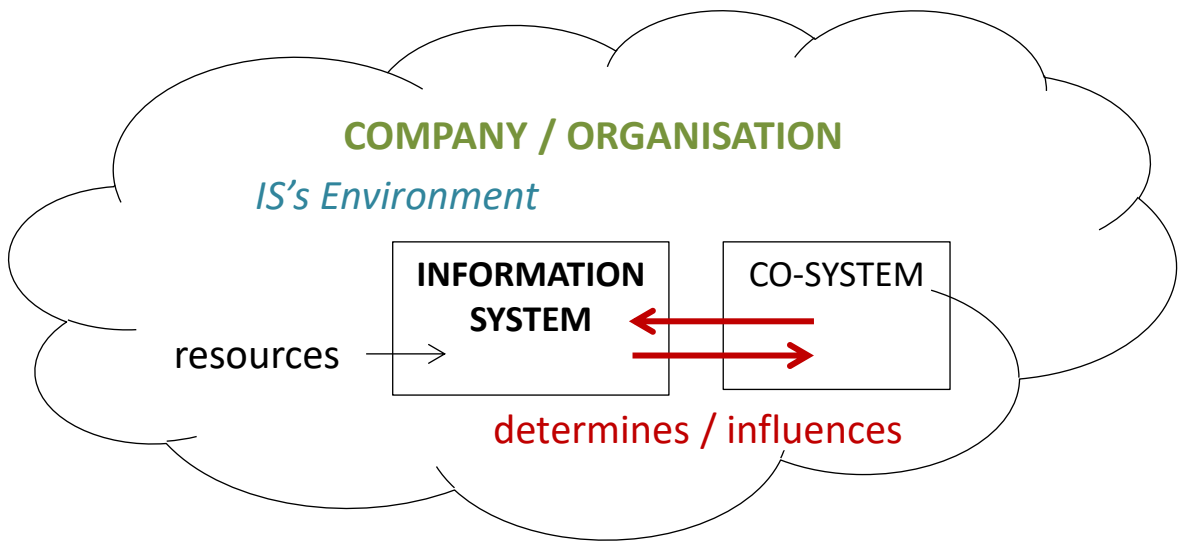 COMPANY / ORGANISATION
IS’s Environment
INFORMATION
SYSTEM
CO-SYSTEM
resources
determines / influences